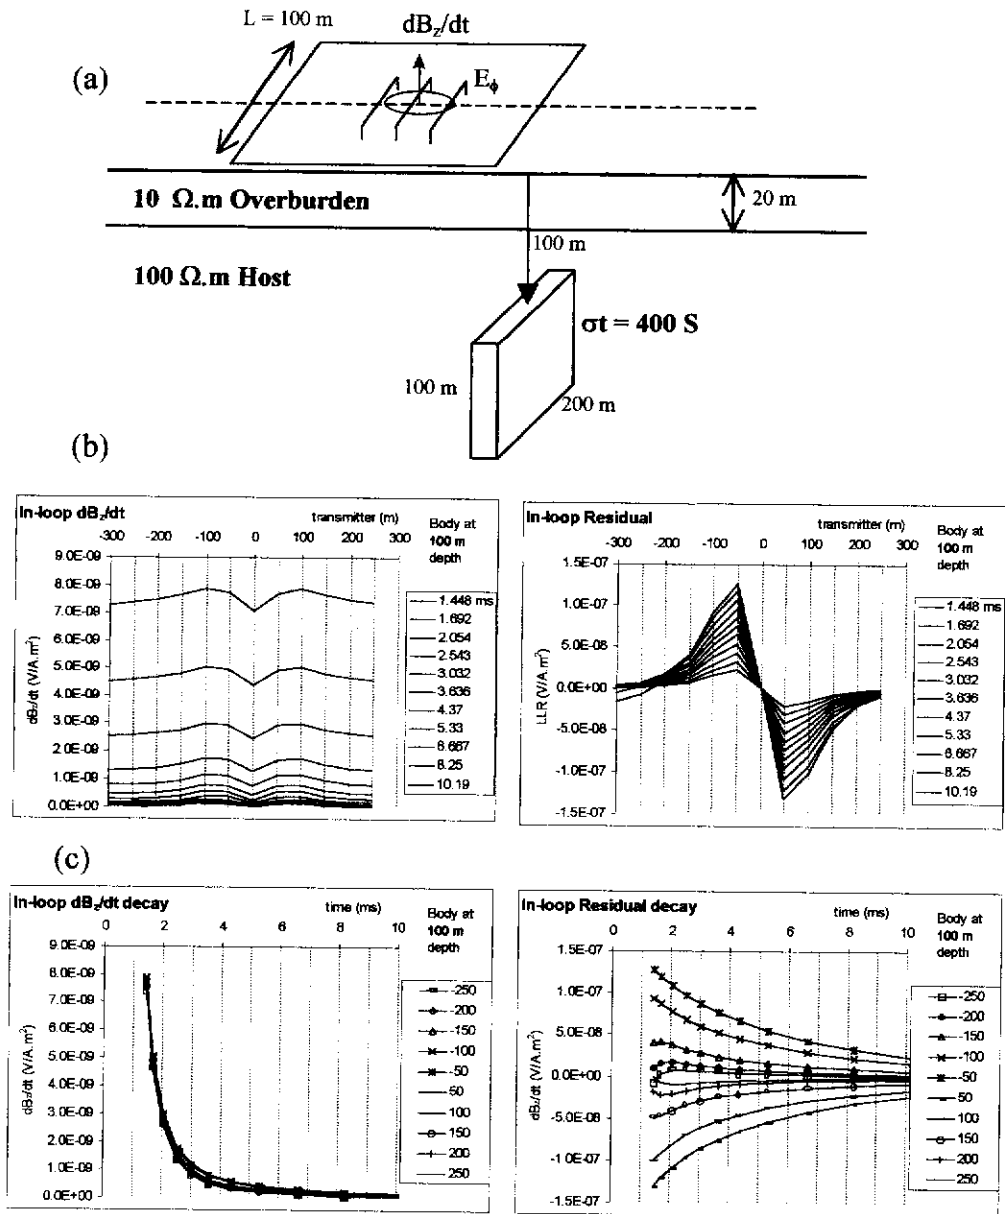 L = 100 m
dBz/dt
(a)
Eϕ
10 Ω.m Overburden
20 m
100 m
100 Ω.m Host
σt = 400 S
100 m
200 m
(b)
In-loop dBz/dt
transmitter (m)
Body at 100 m depth
-300 -200 -100 0 100 200 300
9.0E-09
8.0E-09
7.0E-09
6.0E-09
5.0E-09
4.0E-09
3.0E-09
2.0E-09
1.0E-09
0.0E+00
dBz/dt (V/A.m²)
1.448 ms
1.692
2.054
2.543
3.032
3.636
4.37
5.33
6.667
8.25
10.19
In-loop Residual
transmitter (m)
Body at 100 m depth
-300 -200 -100 0 100 200 300
1.5E-07
1.0E-07
5.0E-08
0.0E+00
-5.0E-08
-1.0E-07
-1.5E-07
LLR (V/A.m²)
1.448 ms
1.692
2.054
2.543
3.032
3.636
4.37
5.33
6.667
8.25
10.19
(c)
In-loop dBz/dt decay
time (ms)
Body at 100 m depth
0 2 4 6 8 10
9.0E-09
8.0E-09
7.0E-09
6.0E-09
5.0E-09
4.0E-09
3.0E-09
2.0E-09
1.0E-09
0.0E+00
dBz/dt (V/A.m²)
-250
-200
-150
-100
-50
50
100
150
200
250
In-loop Residual decay
time (ms)
Body at 100 m depth
0 2 4 6 8 10
1.5E-07
1.0E-07
5.0E-08
0.0E+00
-5.0E-08
-1.0E-07
-1.5E-07
dBz/dt (V/A.m²)
-250
-200
-150
-100
-50
50
100
150
200
250